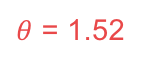 θ = 1.52